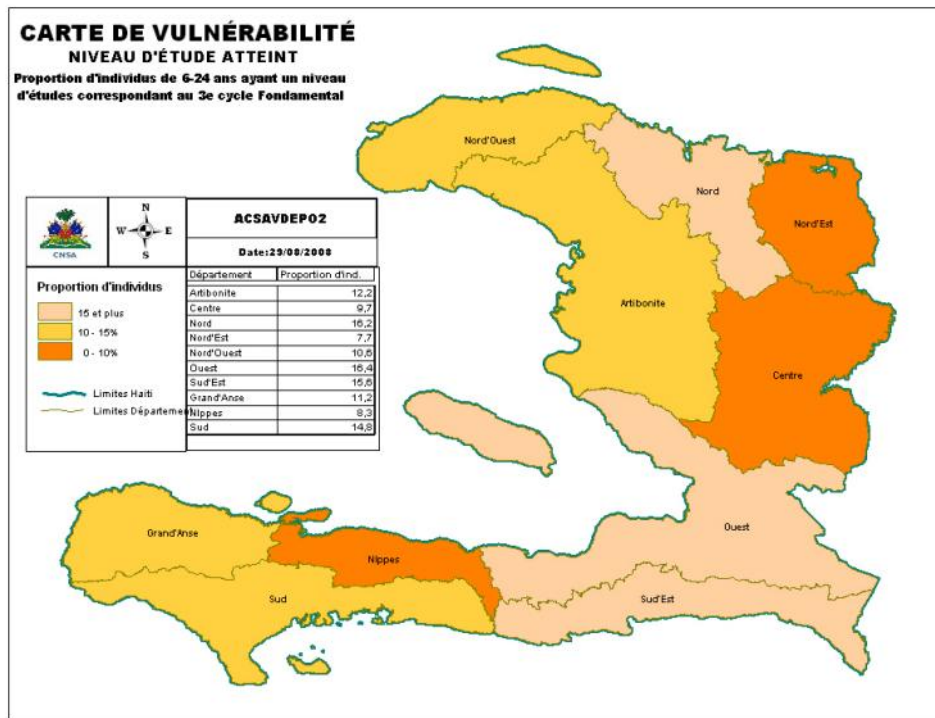 CARTE DE VULNÉRABILITÉ
NIVEAU D'ÉTUDE ATTEINT
Proportion d'individus de 6-24 ans ayant un niveau
d'études correspondant au 3e cycle Fondamental
CNSA
N
W E
S
ACSAVDEP02
Date:29/08/2008
Proportion d'individus
15 et plus
10 - 15%
0 - 10%
Limites Haiti
Limites Département
Département Proportion d'ind.
Artibonite 12,2
Centre 9,7
Nord 16,2
Nord'Est 7,7
Nord'Ouest 10,6
Ouest 16,4
Sud'Est 15,6
Grand'Anse 11,2
Nippes 8,3
Sud 14,8
Nord'Ouest
Nord
Nord'Est
Artibonite
Centre
Ouest
Grand'Anse
Nippes
Sud
Sud'Est